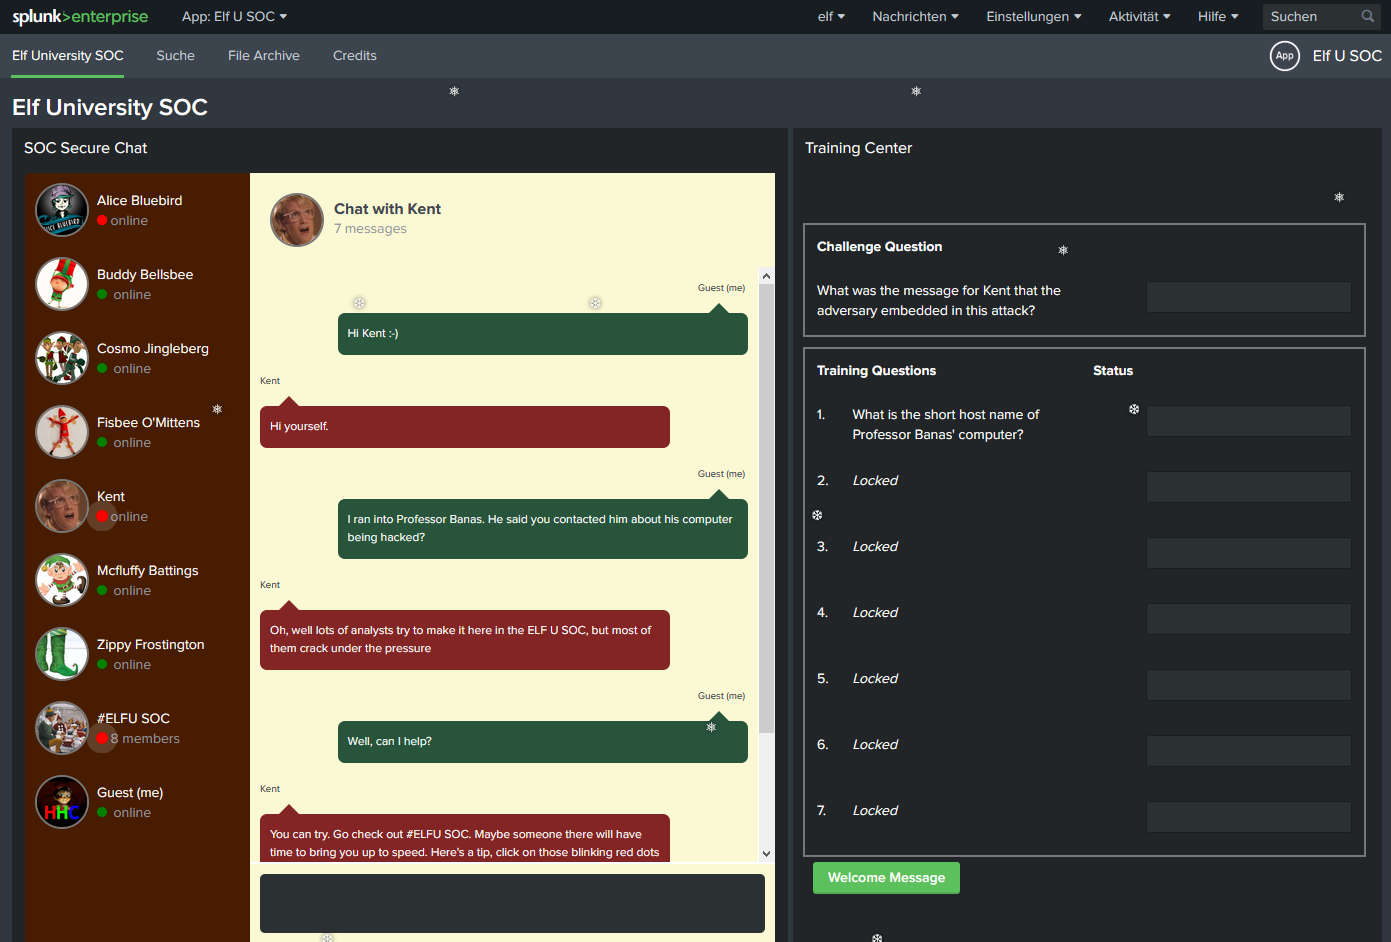 splunk>enterprise App: Elf U SOC elf Nachrichten Einstellungen Aktivität Hilfe Suchen
Elf University SOC Suche File Archive Credits App Elf U SOC
Elf University SOC
SOC Secure Chat
Alice Bluebird
online
ALICE BLUEBIRD
Buddy Bellsbee
online
Cosmo Jingleberg
online
Fisbee O'Mittens
online
Kent
online
Mcfluffy Battings
online
Zippy Frostington
online
#ELFU SOC
8 members
Guest (me)
online
HHC
Chat with Kent
7 messages
Guest (me)
Hi Kent :-)
Kent
Hi yourself.
Guest (me)
I ran into Professor Banas. He said you contacted him about his computer
being hacked?
Kent
Oh, well lots of analysts try to make it here in the ELF U SOC, but most of
them crack under the pressure
Guest (me)
Well, can I help?
Kent
You can try. Go check out #ELFU SOC. Maybe someone there will have
time to bring you up to speed. Here's a tip, click on those blinking red dots
Training Center
Challenge Question
What was the message for Kent that the
adversary embedded in this attack?
Training Questions Status
1. What is the short host name of
Professor Banas' computer?
2. Locked
3. Locked
4. Locked
5. Locked
6. Locked
7. Locked
Welcome Message